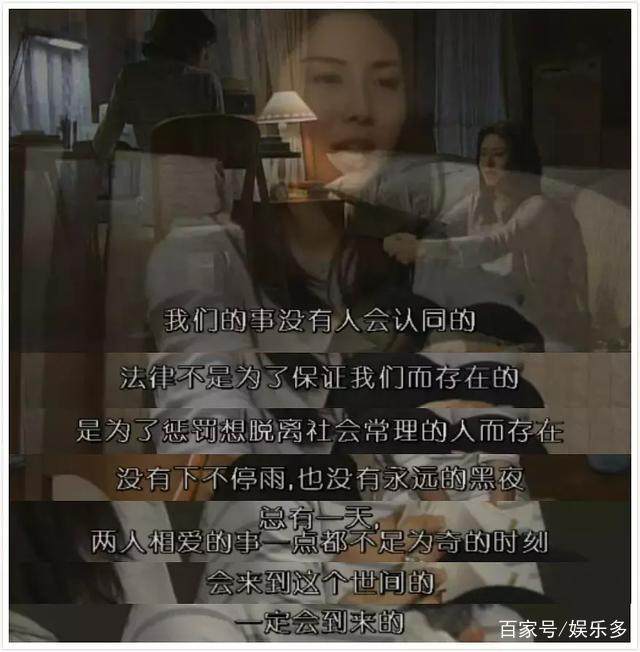 我们的事没有人会认同的
法律不是为了保证我们而存在的
是为了惩罚想脱离社会常理的人而存在
没有下不停雨,也没有永远的黑夜
总有一天,
两人相爱的事一点都不足为奇的时刻
会来到这个世间的
一定会到来的
百家号/娱乐多